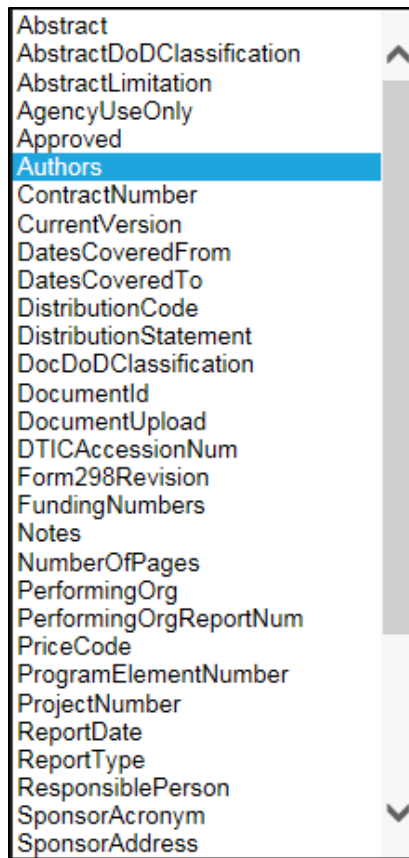 Abstract
AbstractDoDClassification
AbstractLimitation
AgencyUseOnly
Approved
Authors
ContractNumber
CurrentVersion
DatesCoveredFrom
DatesCoveredTo
DistributionCode
DistributionStatement
DocDoDClassification
DocumentId
DocumentUpload
DTICAccessionNum
Form298Revision
FundingNumbers
Notes
NumberOfPages
PerformingOrg
PerformingOrgReportNum
PriceCode
ProgramElementNumber
ProjectNumber
ReportDate
ReportType
ResponsiblePerson
SponsorAcronym
SponsorAddress